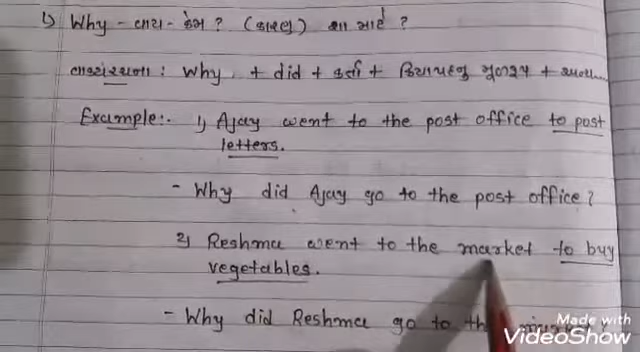 1) Why - વાય - કેમ ? (કારણ) શા માટે ?
વાક્યરચના : Why + did + કર્તા + ક્રિયાપદનું મૂળરૂપ +
Example:- 1) Ajay went to the post office to post
letters.
- Why did Ajay go to the post office ?
2) Reshma went to the market to buy
vegetables.
- Why did Reshma go to the ?
Made with
VideoShow